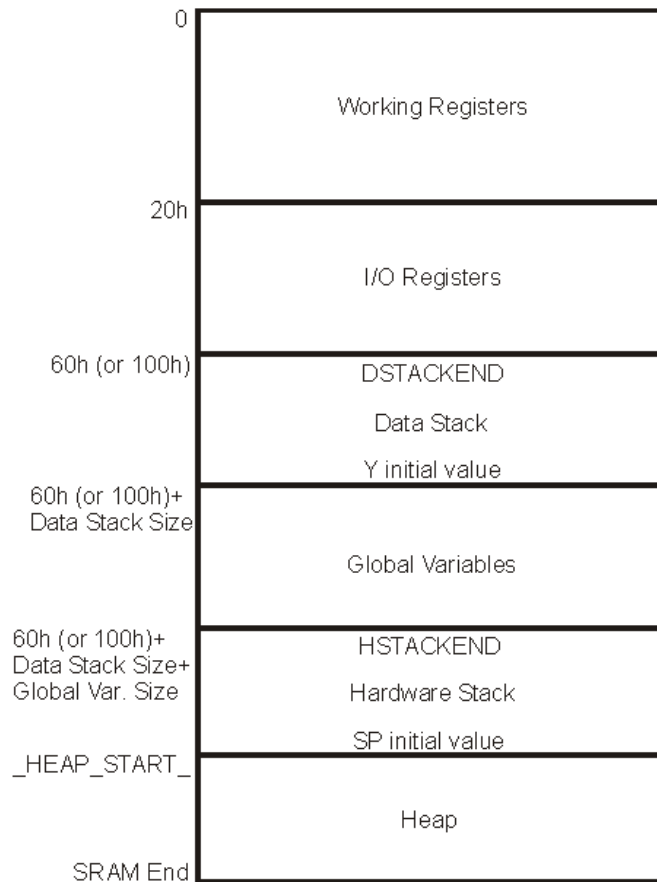 0
Working Registers
20h
I/O Registers
60h (or 100h)
DSTACKEND
Data Stack
Y initial value
60h (or 100h)+
Data Stack Size
Global Variables
60h (or 100h)+
Data Stack Size+
Global Var. Size
HSTACKEND
Hardware Stack
SP initial value
_HEAP_START_
Heap
SRAM End